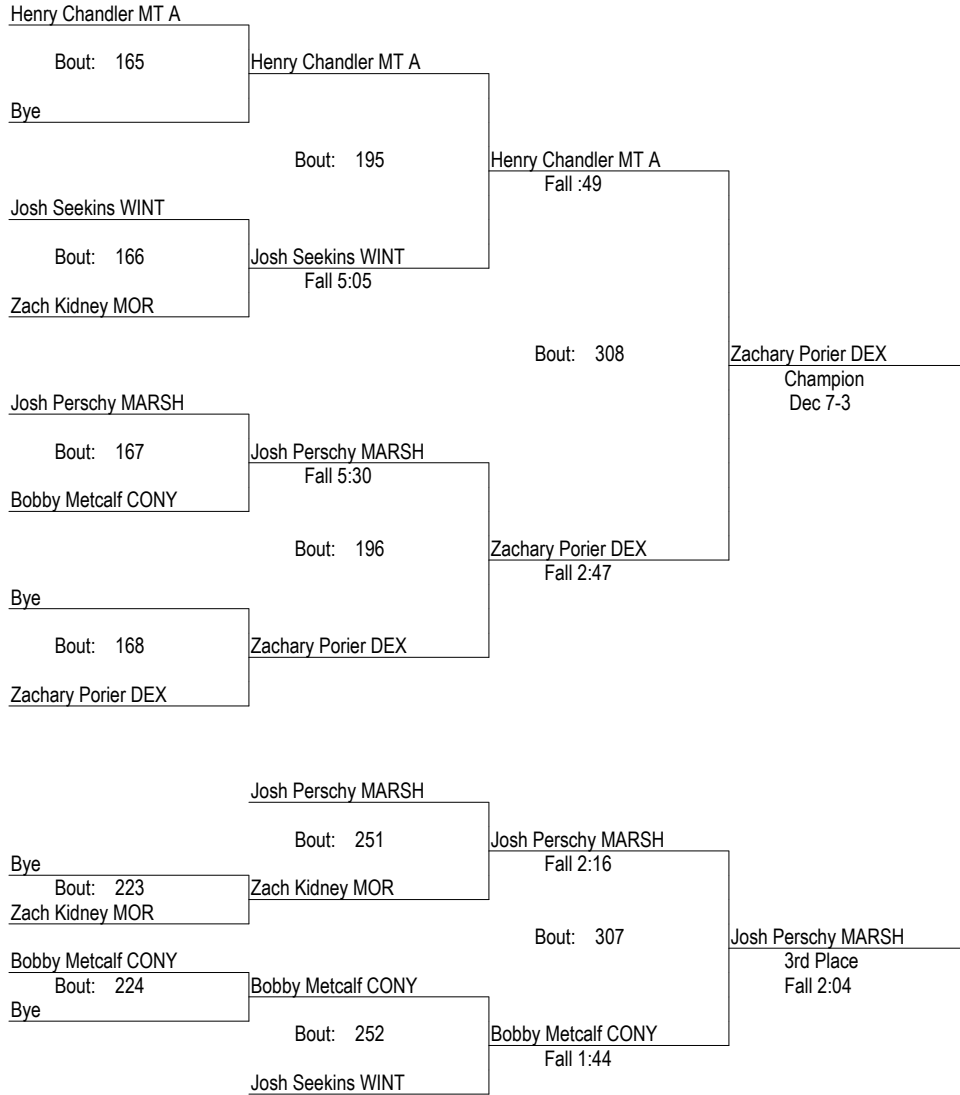 Henry Chandler MT A
Bout: 165
Henry Chandler MT A
Bye
Bout: 195
Henry Chandler MT A
Fall :49
Josh Seekins WINT
Bout: 166
Josh Seekins WINT
Fall 5:05
Zach Kidney MOR
Bout: 308
Zachary Porier DEX
Champion
Dec 7-3
Josh Perschy MARSH
Bout: 167
Josh Perschy MARSH
Fall 5:30
Bobby Metcalf CONY
Bout: 196
Zachary Porier DEX
Fall 2:47
Bye
Bout: 168
Zachary Porier DEX
Zachary Porier DEX
Josh Perschy MARSH
Bout: 251
Josh Perschy MARSH
Fall 2:16
Bye
Bout: 223
Zach Kidney MOR
Zach Kidney MOR
Bout: 307
Josh Perschy MARSH
3rd Place
Fall 2:04
Bobby Metcalf CONY
Bout: 224
Bobby Metcalf CONY
Bye
Bout: 252
Bobby Metcalf CONY
Fall 1:44
Josh Seekins WINT